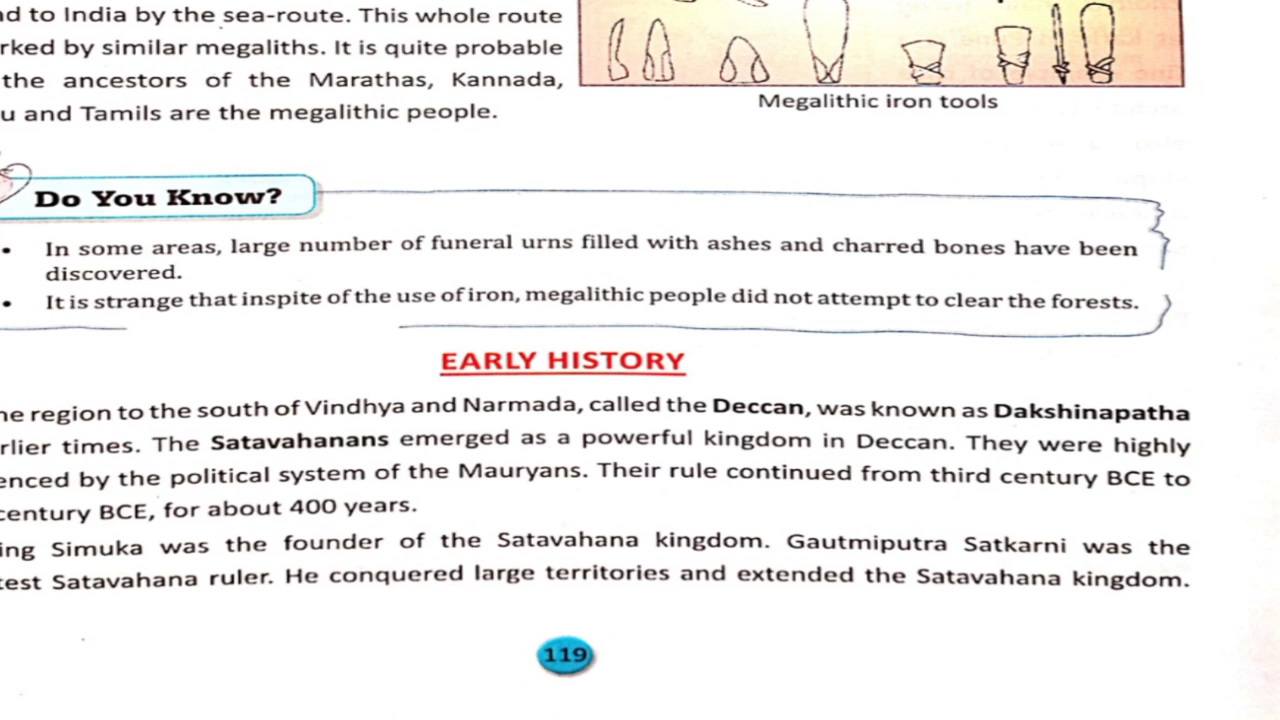 nd to India by the sea-route. This whole route
rked by similar megaliths. It is quite probable
the ancestors of the Marathas, Kannada,
u and Tamils are the megalithic people.
Megalithic iron tools
Do You Know?
• In some areas, large number of funeral urns filled with ashes and charred bones have been
discovered.
• It is strange that inspite of the use of iron, megalithic people did not attempt to clear the forests.
EARLY HISTORY
he region to the south of Vindhya and Narmada, called the Deccan, was known as Dakshinapatha
rlier times. The Satavahanans emerged as a powerful kingdom in Deccan. They were highly
enced by the political system of the Mauryans. Their rule continued from third century BCE to
century BCE, for about 400 years.
ing Simuka was the founder of the Satavahana kingdom. Gautmiputra Satkarni was the
test Satavahana ruler. He conquered large territories and extended the Satavahana kingdom.
119